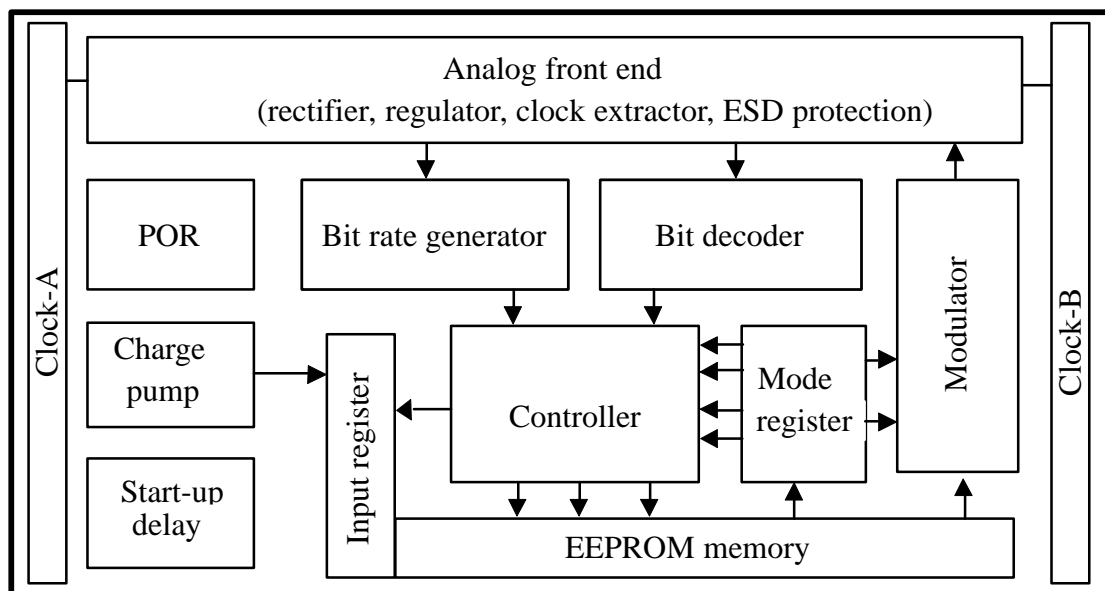 Analog front end
(rectifier, regulator, clock extractor, ESD protection)
Clock-A
POR
Bit rate generator
Bit decoder
Modulator
Clock-B
Charge
pump
Input register
Controller
Mode
register
Start-up
delay
EEPROM memory